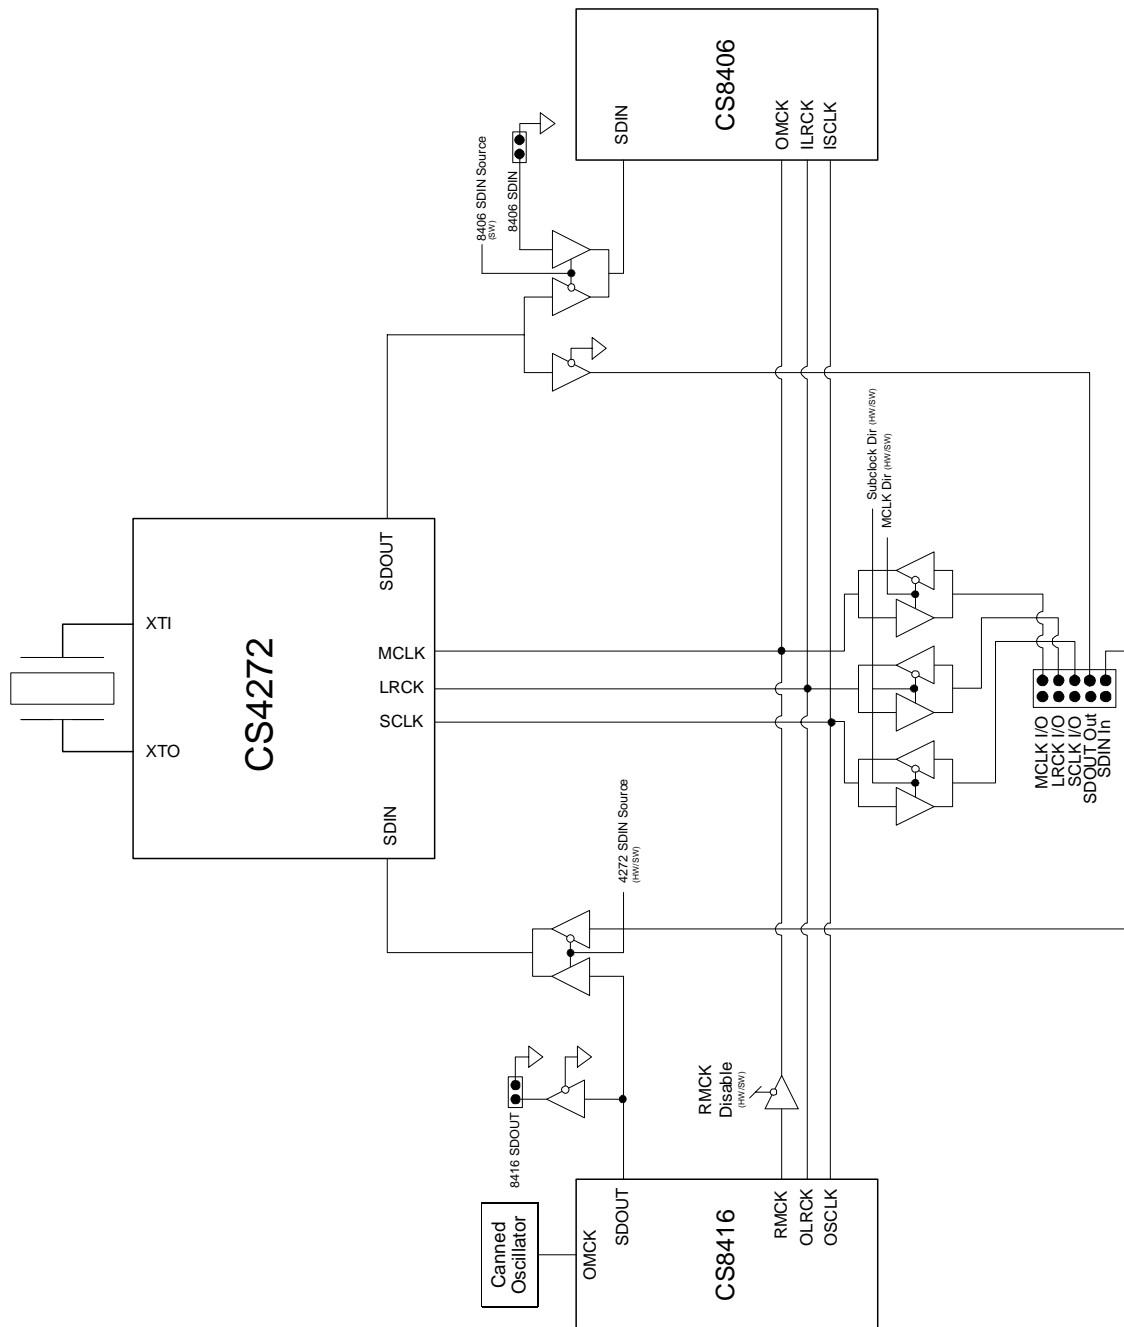 CS8406
SDIN
OMCK
ILRCK
ISCLK
8406 SDIN Source
(SW)
8406 SDIN
Subclock Dir (HW/SW)
MCLK Dir (HW/SW)
CS4272
XTI
XTO
SDOUT
MCLK
LRCK
SCLK
SDIN
MCLK I/O
LRCK I/O
SCLK I/O
SDOUT Out
SDIN In
4272 SDIN Source
(HW/SW)
8416 SDOUT
RMCK
Disable
(HW/SW)
Canned
Oscillator
CS8416
OMCK
SDOUT
RMCK
OLRCK
OSCLK